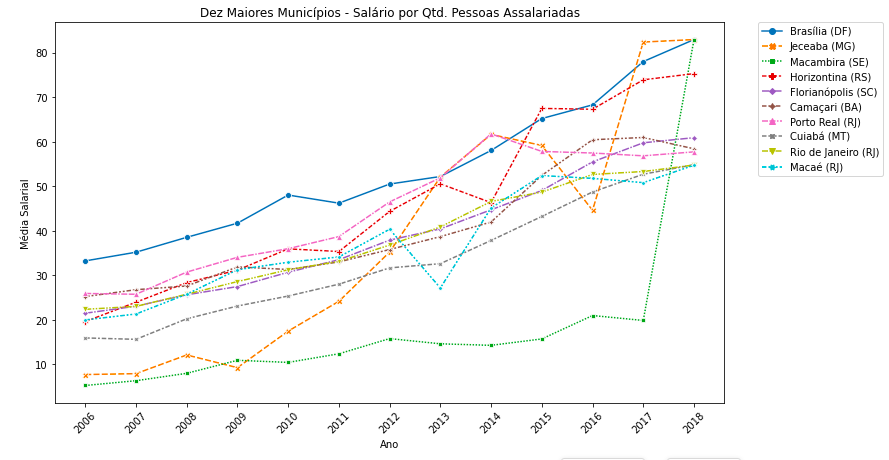 Dez Maiores Municípios - Salário por Qtd. Pessoas Assalariadas
80
70
60
50
40
30
20
10
Média Salarial
2006 2007 2008 2009 2010 2011 2012 2013 2014 2015 2016 2017 2018
Ano
Brasília (DF)
Jeceaba (MG)
Macambira (SE)
Horizontina (RS)
Florianópolis (SC)
Camaçari (BA)
Porto Real (RJ)
Cuiabá (MT)
Rio de Janeiro (RJ)
Macaé (RJ)